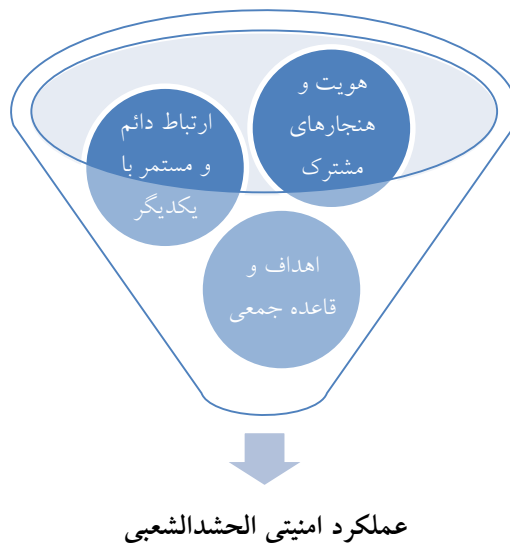 هویت و
هنجارهای
مشترک
ارتباط دائم
و مستمر با
یکدیگر
اهداف و
قاعده جمعی
عملکرد امنیتی الحشدالشعبی